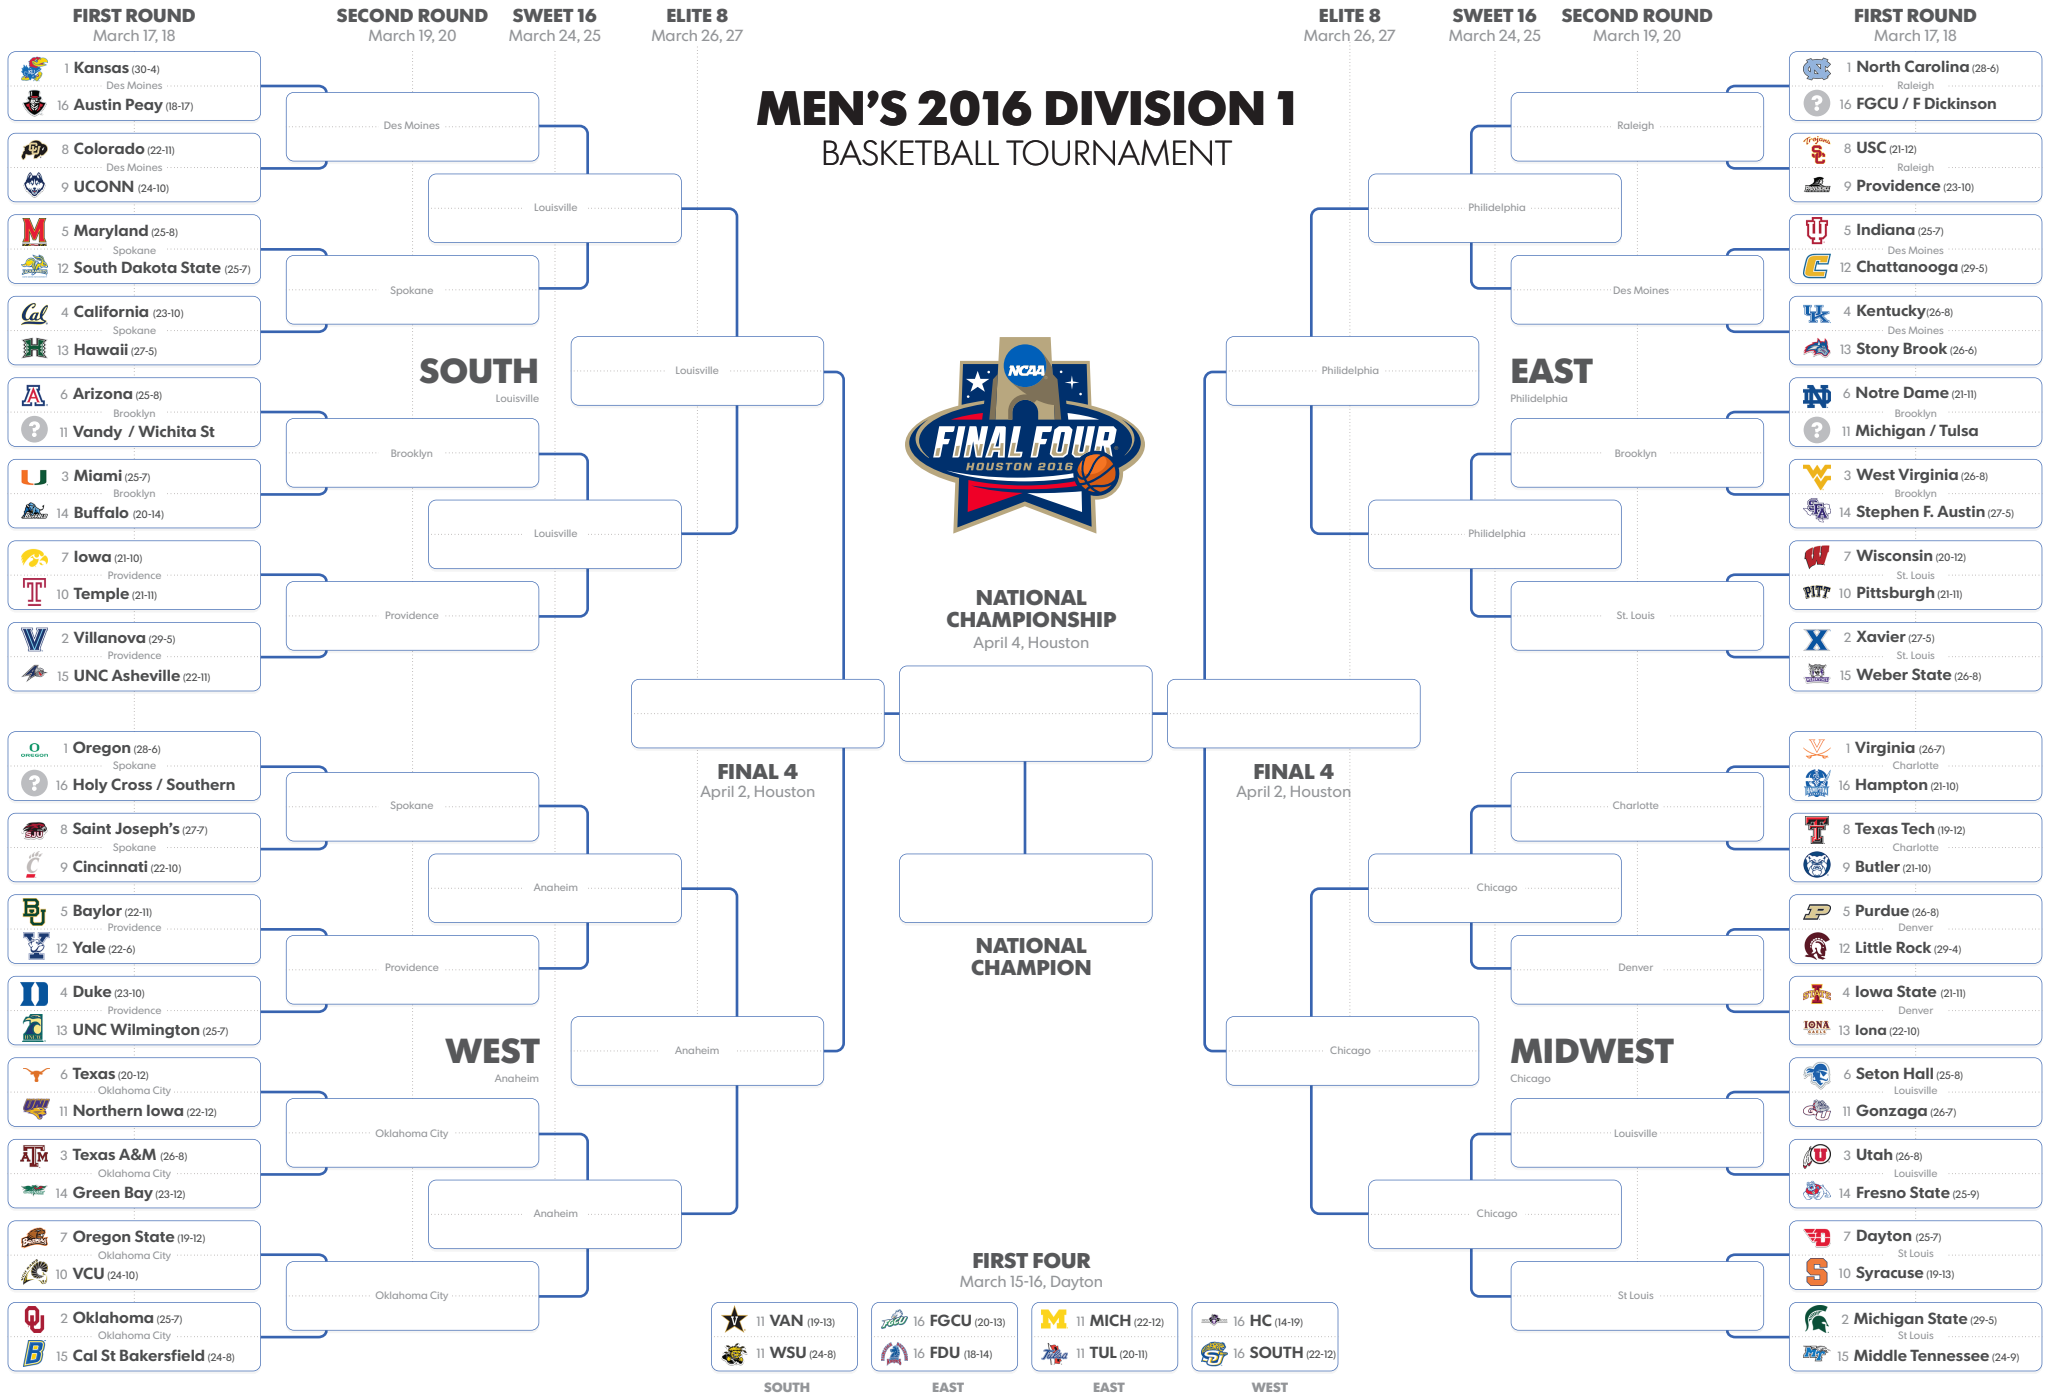 FIRST ROUND
March 17, 18
SECOND ROUND
March 19, 20
SWEET 16
March 24, 25
ELITE 8
March 26, 27
ELITE 8
March 26, 27
SWEET 16
March 24, 25
SECOND ROUND
March 19, 20
FIRST ROUND
March 17, 18
MEN'S 2016 DIVISION 1
BASKETBALL TOURNAMENT
1 Kansas (30-4)
Des Moines
16 Austin Peay (18-17)
8 Colorado (22-11)
Des Moines
9 UCONN (24-10)
5 Maryland (25-8)
Spokane
12 South Dakota State (25-7)
4 California (23-10)
Spokane
13 Hawaii (27-5)
6 Arizona (25-8)
Brooklyn
11 Vandy / Wichita St
3 Miami (25-7)
Brooklyn
14 Buffalo (20-14)
7 Iowa (21-10)
Providence
10 Temple (21-11)
2 Villanova (29-5)
Providence
15 UNC Asheville (22-11)
Des Moines
Spokane
Brooklyn
Providence
Louisville
Louisville
Louisville
SOUTH
Louisville
1 Oregon (28-6)
Spokane
16 Holy Cross / Southern
8 Saint Joseph's (27-7)
Spokane
9 Cincinnati (22-10)
5 Baylor (22-11)
Providence
12 Yale (22-6)
4 Duke (23-10)
Providence
13 UNC Wilmington (25-7)
6 Texas (20-12)
Oklahoma City
11 Northern Iowa (22-12)
3 Texas A&M (26-8)
Oklahoma City
14 Green Bay (23-12)
7 Oregon State (19-12)
Oklahoma City
10 VCU (24-10)
2 Oklahoma (25-7)
Oklahoma City
15 Cal St Bakersfield (24-8)
Spokane
Providence
Oklahoma City
Oklahoma City
Anaheim
Anaheim
Anaheim
WEST
Anaheim
NCAA
FINAL FOUR
HOUSTON 2016
NATIONAL
CHAMPIONSHIP
April 4, Houston
FINAL 4
April 2, Houston
FINAL 4
April 2, Houston
NATIONAL
CHAMPION
1 North Carolina (28-6)
Raleigh
16 FGCU / F Dickinson
8 USC (21-12)
Raleigh
9 Providence (23-10)
5 Indiana (25-7)
Des Moines
12 Chattanooga (29-5)
4 Kentucky (26-8)
Des Moines
13 Stony Brook (26-6)
6 Notre Dame (21-11)
Brooklyn
11 Michigan / Tulsa
3 West Virginia (26-8)
Brooklyn
14 Stephen F. Austin (27-5)
7 Wisconsin (20-12)
St. Louis
10 Pittsburgh (21-11)
2 Xavier (27-5)
St. Louis
15 Weber State (26-8)
Raleigh
Des Moines
Brooklyn
St. Louis
Philidelphia
Philidelphia
Philidelphia
EAST
Philidelphia
1 Virginia (26-7)
Charlotte
16 Hampton (21-10)
8 Texas Tech (19-12)
Charlotte
9 Butler (21-10)
5 Purdue (26-8)
Denver
12 Little Rock (29-4)
4 Iowa State (21-11)
Denver
13 Iona (22-10)
6 Seton Hall (25-8)
Louisville
11 Gonzaga (26-7)
3 Utah (26-8)
Louisville
14 Fresno State (25-9)
7 Dayton (25-7)
St Louis
10 Syracuse (19-13)
2 Michigan State (29-5)
St Louis
15 Middle Tennessee (24-9)
Charlotte
Denver
Louisville
St Louis
Chicago
Chicago
Chicago
MIDWEST
Chicago
FIRST FOUR
March 15-16, Dayton
11 VAN (19-13)
11 WSU (24-8)
SOUTH
16 FGCU (20-13)
16 FDU (18-14)
EAST
11 MICH (22-12)
11 TUL (20-11)
EAST
16 HC (14-19)
16 SOUTH (22-12)
WEST